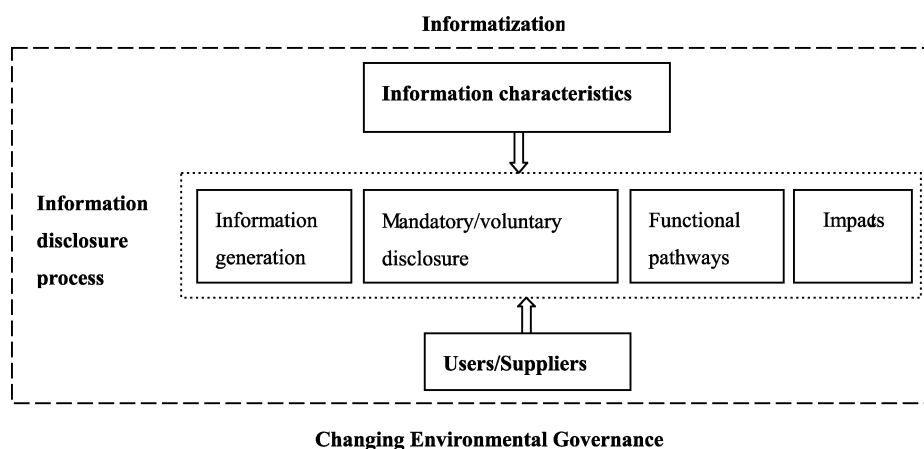 Informatization
Information characteristics
Information
disclosure
process
Information
generation
Mandatory/voluntary
disclosure
Functional
pathways
Impacts
Users/Suppliers
Changing Environmental Governance